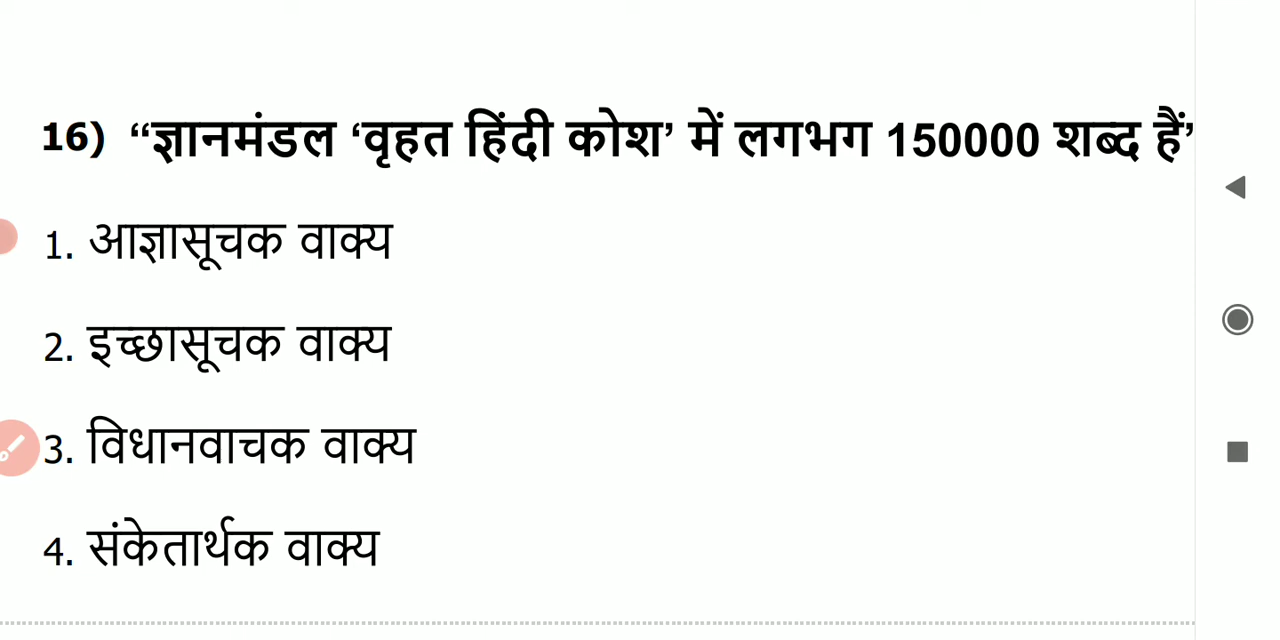 16) “ज्ञानमंडल ‘वृहत हिंदी कोश’ में लगभग 150000 शब्द हैं’
1. आज्ञासूचक वाक्य
2. इच्छासूचक वाक्य
3. विधानवाचक वाक्य
4. संकेतार्थक वाक्य